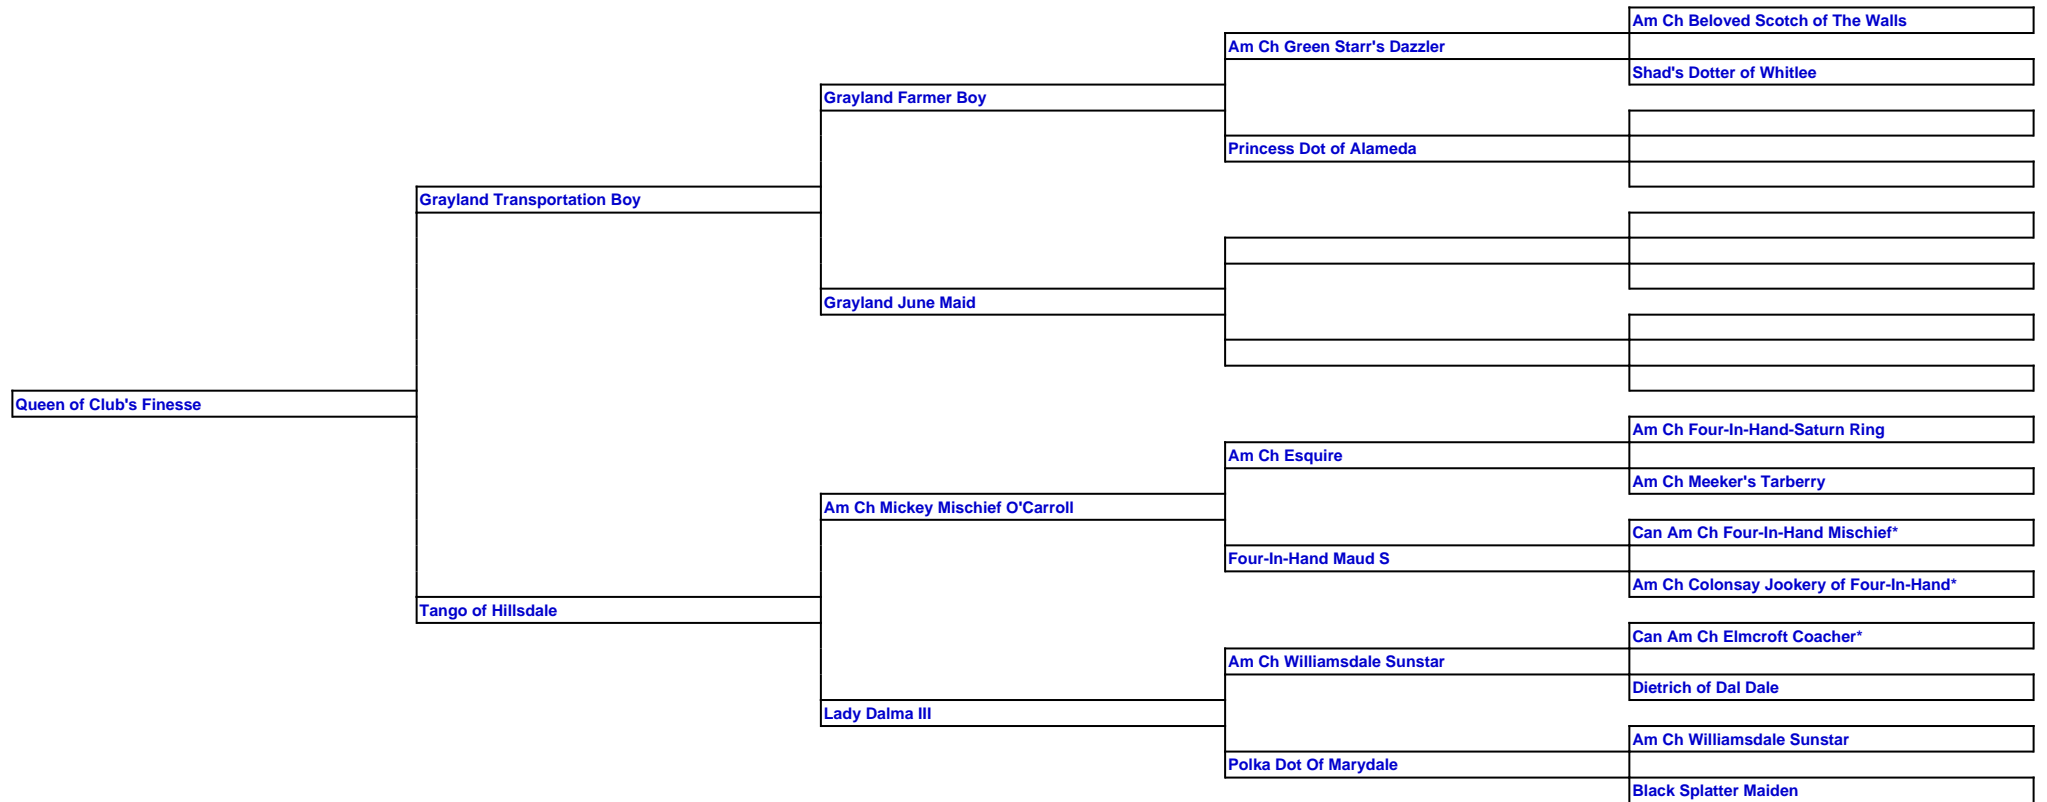 Am Ch Beloved Scotch of The Walls
Am Ch Green Starr's Dazzler
Shad's Dotter of Whitlee
Grayland Farmer Boy
Princess Dot of Alameda
Grayland Transportation Boy
Grayland June Maid
Queen of Club's Finesse
Am Ch Four-In-Hand-Saturn Ring
Am Ch Esquire
Am Ch Meeker's Tarberry
Am Ch Mickey Mischief O'Carroll
Can Am Ch Four-In-Hand Mischief*
Four-In-Hand Maud S
Am Ch Colonsay Jookery of Four-In-Hand*
Tango of Hillsdale
Can Am Ch Elmcroft Coacher*
Am Ch Williamsdale Sunstar
Dietrich of Dal Dale
Lady Dalma III
Am Ch Williamsdale Sunstar
Polka Dot Of Marydale
Black Splatter Maiden